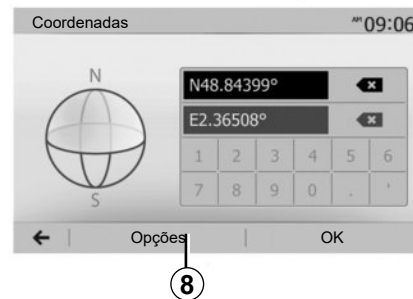 Coordenadas
AM 09:06
N
S
N48.84399°
E2.36508°
1 2 3 4 5 6
7 8 9 0 . '
Opções
OK
8